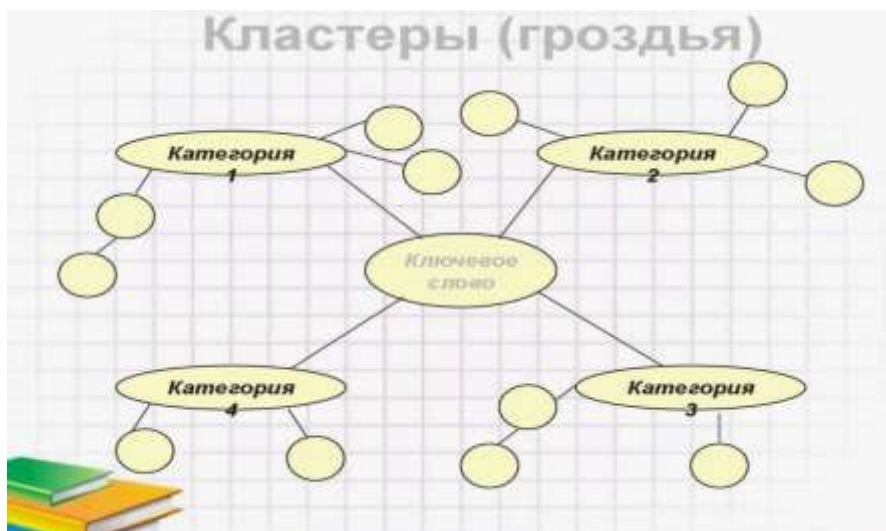 Кластеры (гроздья)
Категория
1
Категория
2
Ключевое
слово
Категория
4
Категория
3